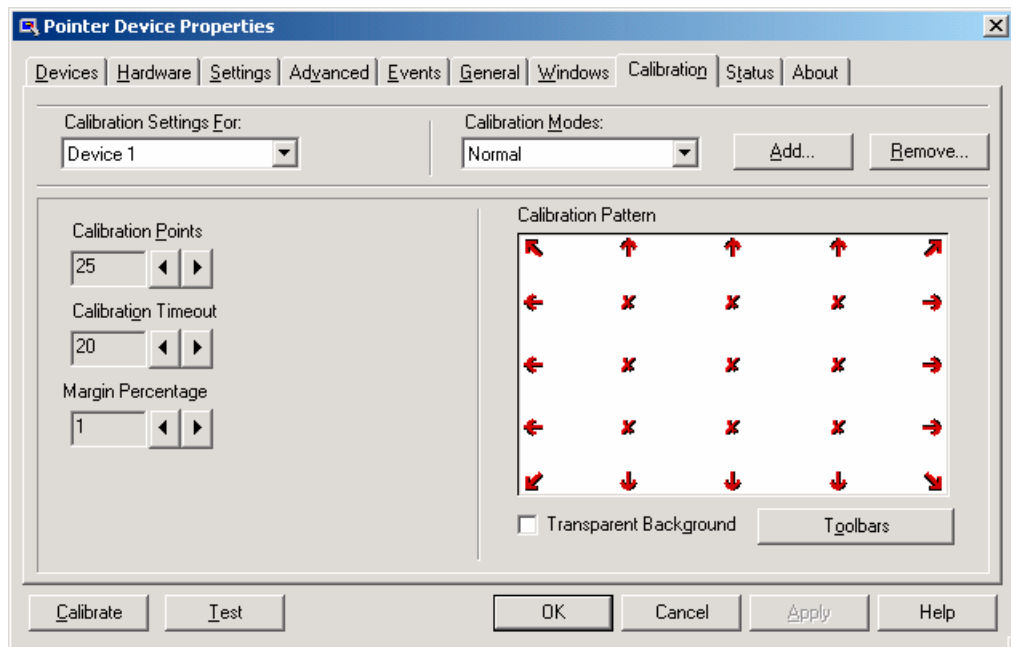 Pointer Device Properties
Devices Hardware Settings Advanced Events General Windows Calibration Status About
Calibration Settings For: Calibration Modes:
Device 1 Normal Add... Remove...
Calibration Pattern
Calibration Points
25
Calibration Timeout
20
Margin Percentage
1
Transparent Background Toolbars
Calibrate Test OK Cancel Apply Help